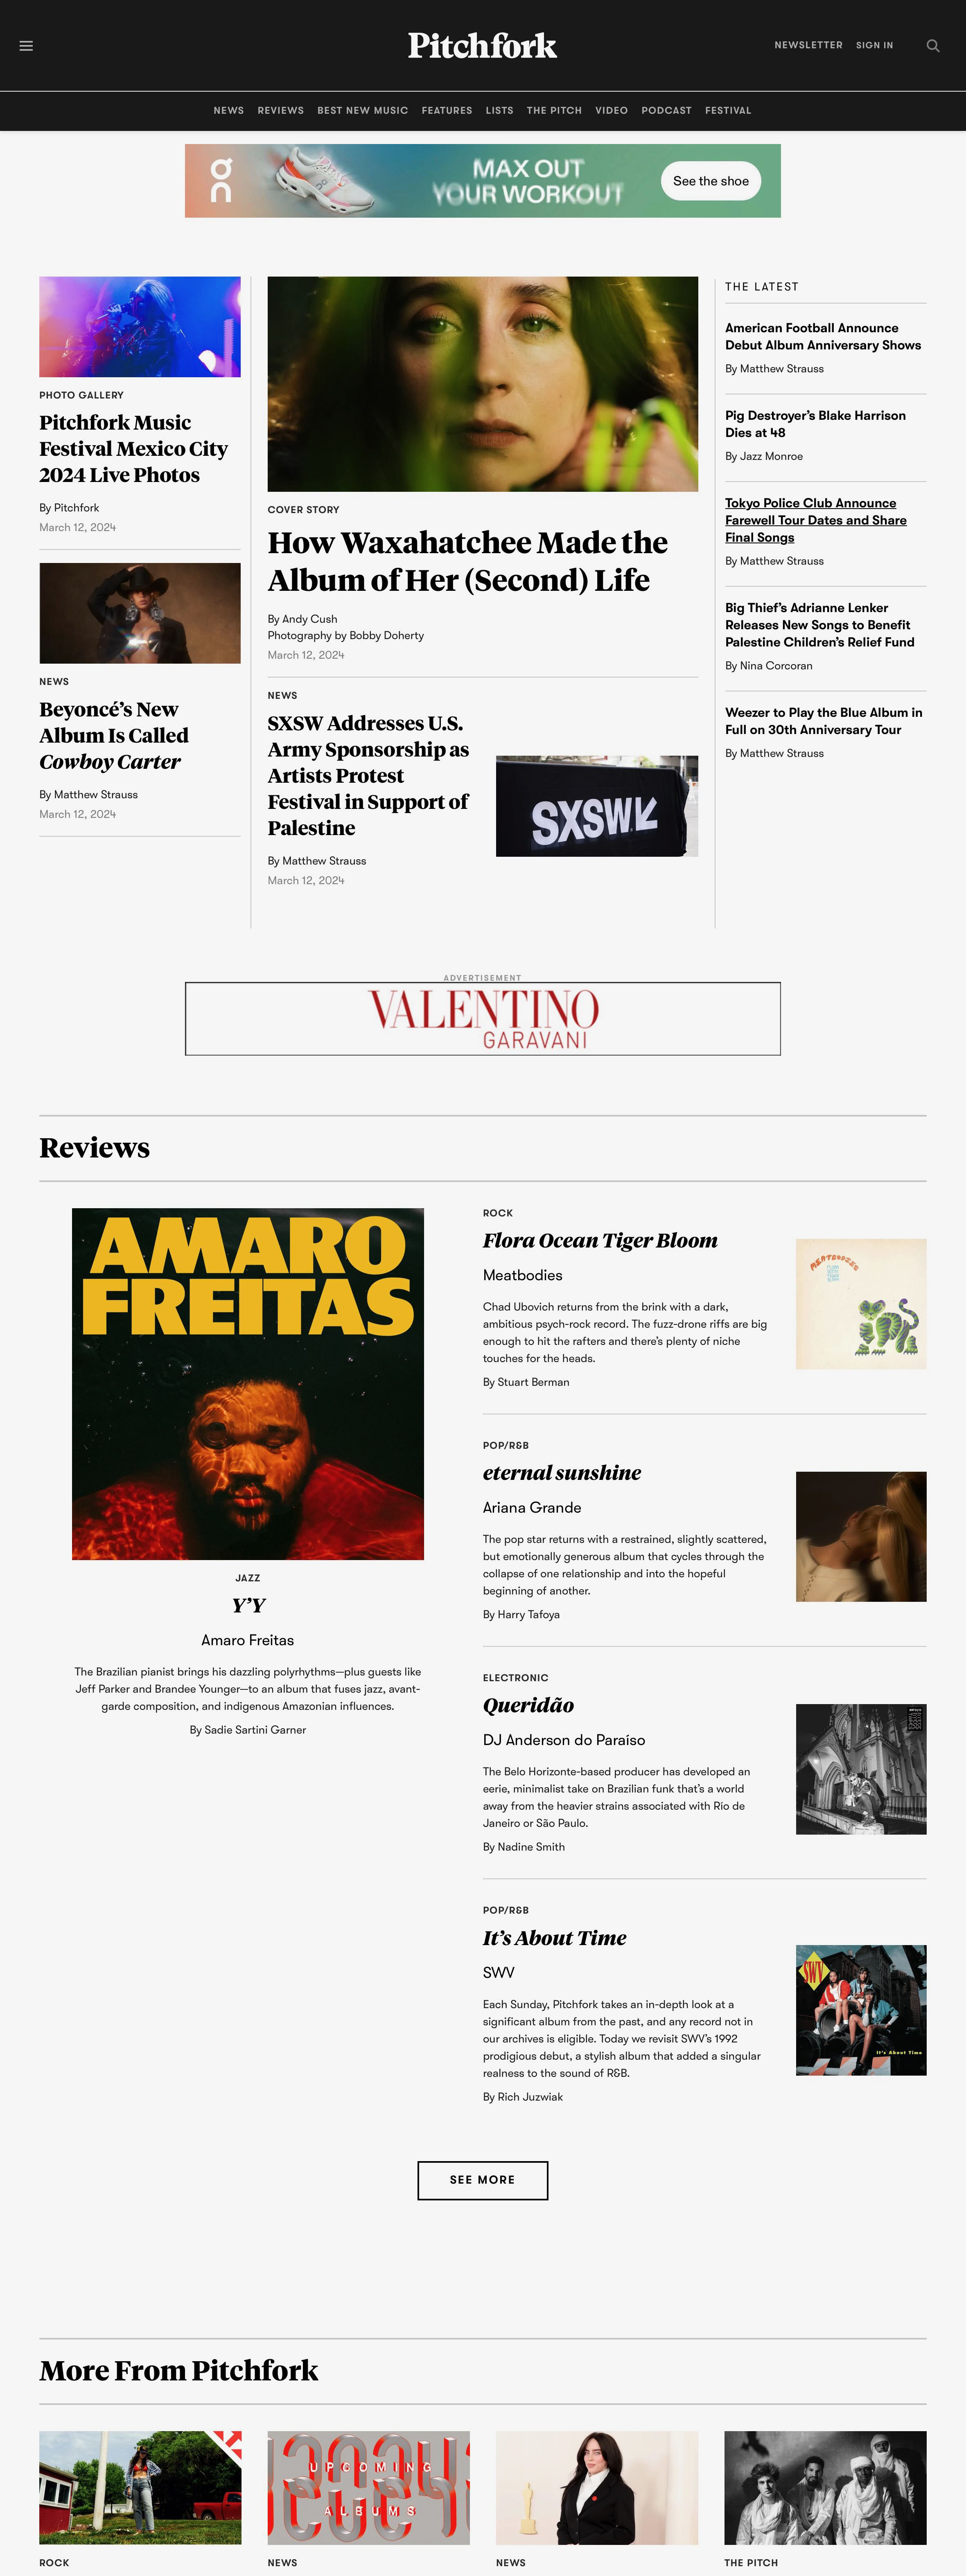 Pitchfork
NEWSLETTER
SIGN IN
NEWS
REVIEWS
BEST NEW MUSIC
FEATURES
LISTS
THE PITCH
VIDEO
PODCAST
FESTIVAL
on
MAX OUT
YOUR WORKOUT
See the shoe
PHOTO GALLERY
Pitchfork Music
Festival Mexico City
2024 Live Photos
By Pitchfork
March 12, 2024
NEWS
Beyoncé’s New
Album Is Called
Cowboy Carter
By Matthew Strauss
March 12, 2024
COVER STORY
How Waxahatchee Made the
Album of Her (Second) Life
By Andy Cush
Photography by Bobby Doherty
March 12, 2024
NEWS
SXSW Addresses U.S.
Army Sponsorship as
Artists Protest
Festival in Support of
Palestine
By Matthew Strauss
March 12, 2024
SXSW
THE LATEST
American Football Announce
Debut Album Anniversary Shows
By Matthew Strauss
Pig Destroyer’s Blake Harrison
Dies at 48
By Jazz Monroe
Tokyo Police Club Announce
Farewell Tour Dates and Share
Final Songs
By Matthew Strauss
Big Thief’s Adrianne Lenker
Releases New Songs to Benefit
Palestine Children’s Relief Fund
By Nina Corcoran
Weezer to Play the Blue Album in
Full on 30th Anniversary Tour
By Matthew Strauss
ADVERTISEMENT
VALENTINO
GARAVANI
Reviews
AMARO
FREITAS
JAZZ
Y’Y
Amaro Freitas
The Brazilian pianist brings his dazzling polyrhythms—plus guests like
Jeff Parker and Brandee Younger—to an album that fuses jazz, avant-
garde composition, and indigenous Amazonian influences.
By Sadie Sartini Garner
ROCK
Flora Ocean Tiger Bloom
Meatbodies
Chad Ubovich returns from the brink with a dark,
ambitious psych-rock record. The fuzz-drone riffs are big
enough to hit the rafters and there’s plenty of niche
touches for the heads.
By Stuart Berman
MEATBODIES
POP/R&B
eternal sunshine
Ariana Grande
The pop star returns with a restrained, slightly scattered,
but emotionally generous album that cycles through the
collapse of one relationship and into the hopeful
beginning of another.
By Harry Tafoya
ELECTRONIC
Queridão
DJ Anderson do Paraíso
The Belo Horizonte-based producer has developed an
eerie, minimalist take on Brazilian funk that’s a world
away from the heavier strains associated with Rio de
Janeiro or São Paulo.
By Nadine Smith
POP/R&B
It’s About Time
SWV
Each Sunday, Pitchfork takes an in-depth look at a
significant album from the past, and any record not in
our archives is eligible. Today we revisit SWV’s 1992
prodigious debut, a stylish album that added a singular
realness to the sound of R&B.
By Rich Juzwiak
SWV
It's About Time
SEE MORE
More From Pitchfork
ROCK
UPCOMING
ALBUMS
NEWS
NEWS
THE PITCH